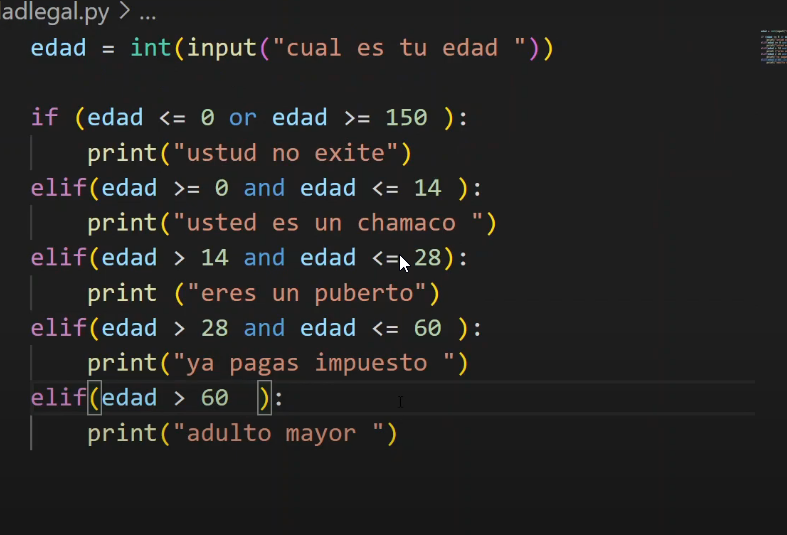 adlegal.py > ...
edad = int(input("cual es tu edad "))
if (edad <= 0 or edad >= 150 ):
print("ustud no exite")
elif(edad >= 0 and edad <= 14 ):
print("usted es un chamaco ")
elif(edad > 14 and edad <= 28):
print ("eres un puberto")
elif(edad > 28 and edad <= 60 ):
print("ya pagas impuesto ")
elif(edad > 60  ):
print("adulto mayor ")